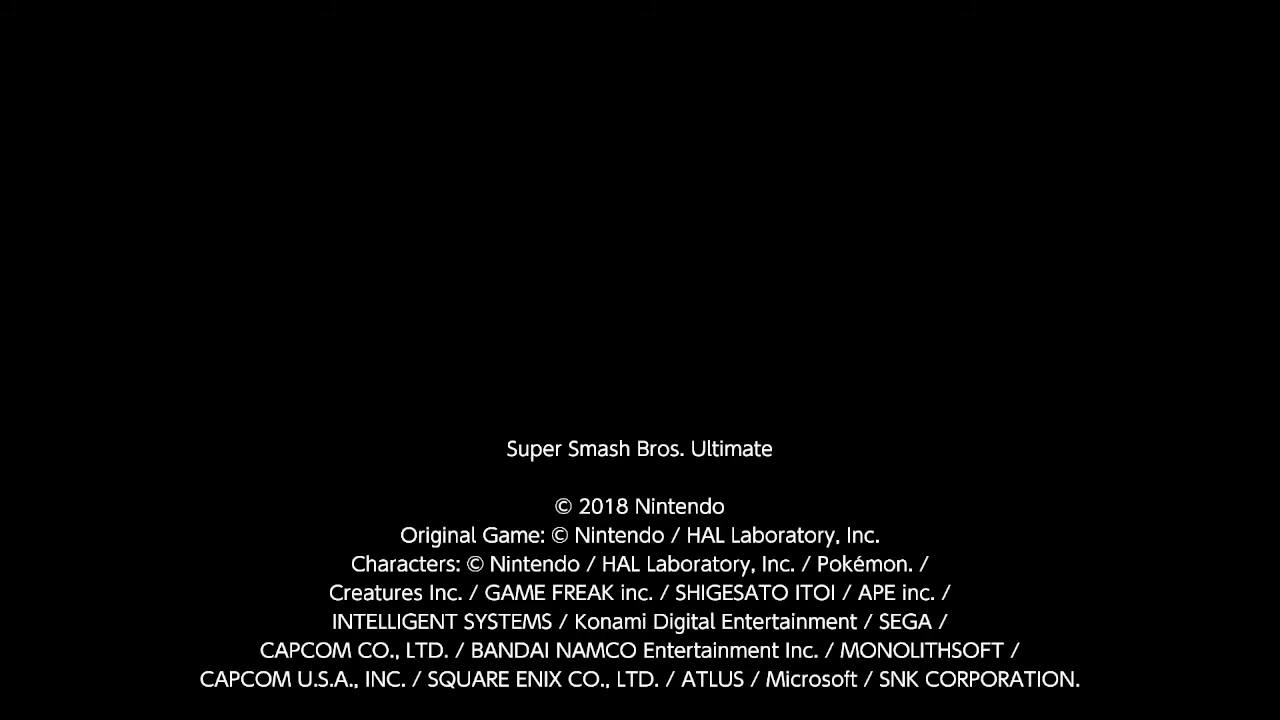 Super Smash Bros. Ultimate
© 2018 Nintendo
Original Game: © Nintendo / HAL Laboratory, Inc.
Characters: © Nintendo / HAL Laboratory, Inc. / Pokémon. /
Creatures Inc. / GAME FREAK inc. / SHIGESATO ITOI / APE inc. /
INTELLIGENT SYSTEMS / Konami Digital Entertainment / SEGA /
CAPCOM CO., LTD. / BANDAI NAMCO Entertainment Inc. / MONOLITHSOFT /
CAPCOM U.S.A., INC. / SQUARE ENIX CO., LTD. / ATLUS / Microsoft / SNK CORPORATION.